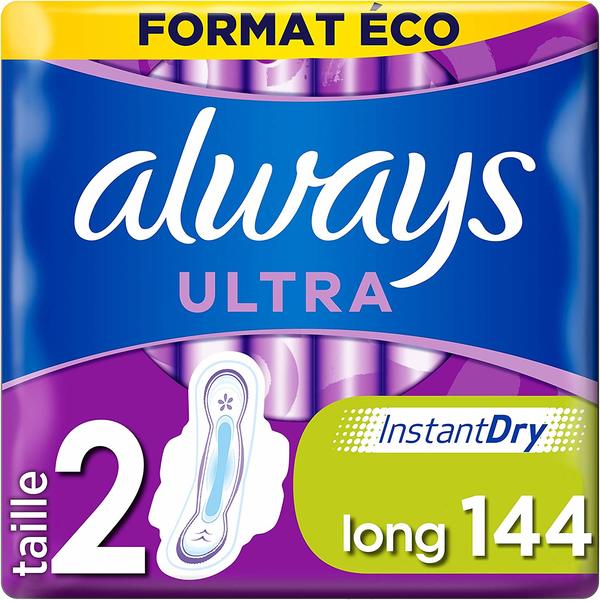 FORMAT ÉCO
always
ULTRA
InstantDry
taille 2
long 144